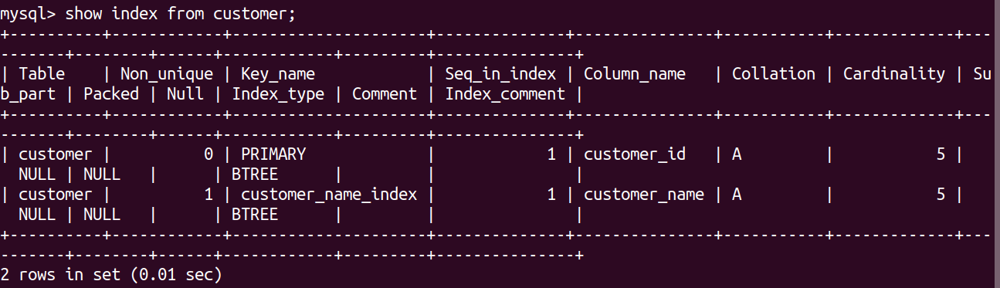 mysql> show index from customer;
+----------+------------+--------------------+--------------+---------------+-----------+-------------+---
-------+--------+------+------------+---------+---------------+
| Table    | Non_unique | Key_name           | Seq_in_index | Column_name   | Collation | Cardinality | Su
b_part | Packed | Null | Index_type | Comment | Index_comment |
+----------+------------+--------------------+--------------+---------------+-----------+-------------+---
-------+--------+------+------------+---------+---------------+
| customer |          0 | PRIMARY            |            1 | customer_id   | A         |           5 |
  NULL | NULL   |      | BTREE      |         |               |
| customer |          1 | customer_name_index |            1 | customer_name | A         |           5 |
  NULL | NULL   |      | BTREE      |         |               |
+----------+------------+--------------------+--------------+---------------+-----------+-------------+---
-------+--------+------+------------+---------+---------------+
2 rows in set (0.01 sec)